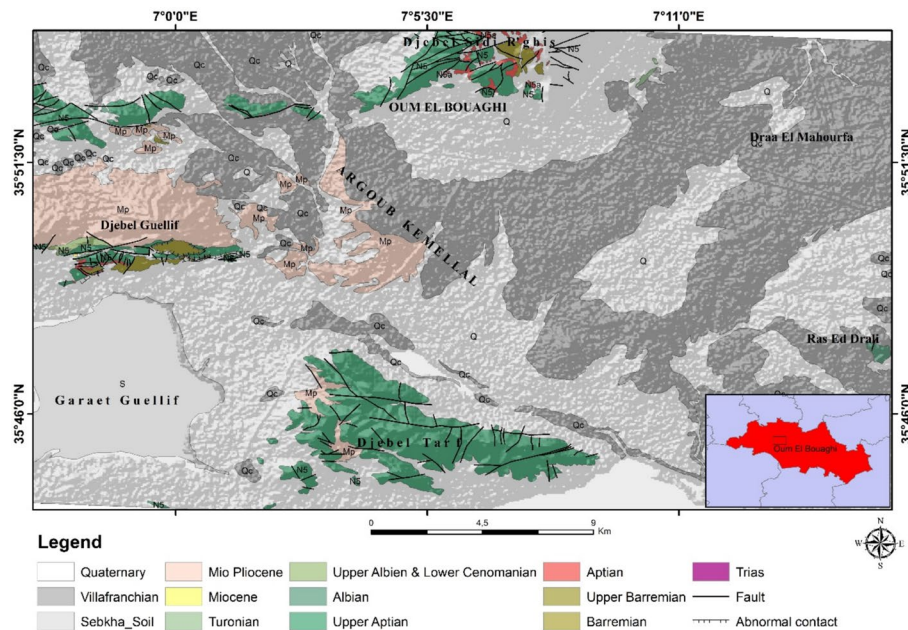 7°0'0"E 7°5'30"E 7°11'0"E
Djebel Sidi R'ghis
OUM EL BOUAGHI
Draa El Mahourfa
35°51'30"N 35°51'30"N
ARGOUB KEMELLAL
Mp
Djebel Guellif
Ras Ed Drali
S
Garaet Guellif
35°46'0"N 35°46'0"N
Djebel Tarf
Oum El Bouaghi
0 4,5 9
Km
N
W E
S
Legend
Quaternary Mio Pliocene Upper Albien & Lower Cenomanian Aptian Trias
Villafranchian Miocene Albian Upper Barremian Fault
Sebkha_Soil Turonian Upper Aptian Barremian Abnormal contact